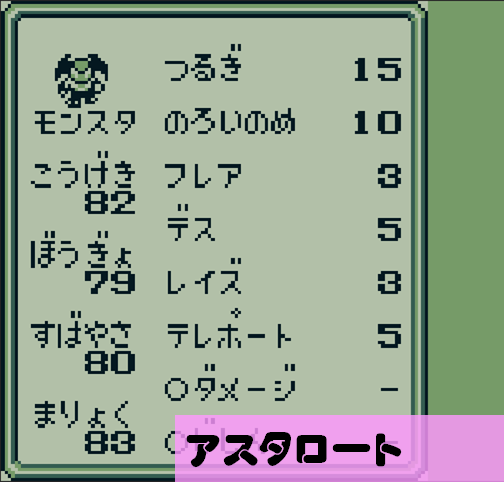 つるぎ 15
モンスタ のろいのめ 10
こうげき 82 フレア 3
デス 5
ぼうぎょ 79 レイズ 3
すばやさ 80 テレポート 5
○ダメージ -
まりょく 83
アスタロート